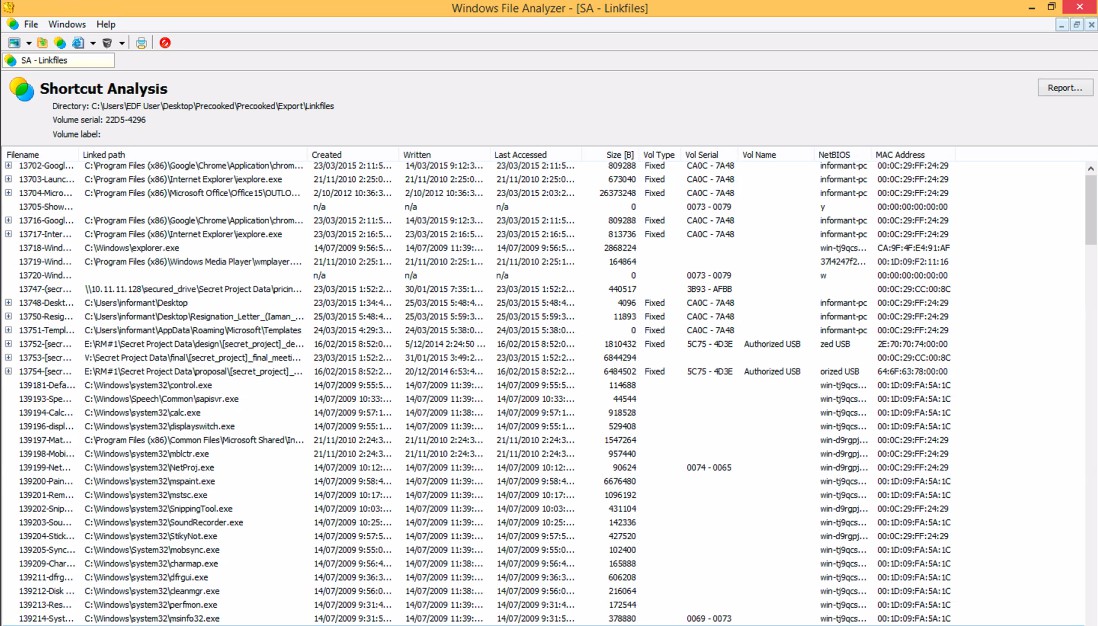 Windows File Analyzer - [SA - Linkfiles]
File Windows Help
SA - Linkfiles
Shortcut Analysis
Report...
Directory: C:\Users\EDF User\Desktop\Precooked\Precooked\Export\Linkfiles
Volume serial: 22D5-4296
Volume label:
Filename Linked path Created Written Last Accessed Size [B] Vol Type Vol Serial Vol Name NetBIOS MAC Address
13702-Googl... C:\Program Files (x86)\Google\Chrome\Application\chrom... 23/03/2015 2:11:5... 14/03/2015 9:12:3... 23/03/2015 2:11:5... 809288 Fixed CA0C - 7A48 informant-pc 00:0C:29:FF:24:29
13703-Launc... C:\Program Files (x86)\Internet Explorer\iexplore.exe 21/11/2010 2:25:0... 21/11/2010 2:25:0... 21/11/2010 2:25:0... 673040 Fixed CA0C - 7A48 informant-pc 00:0C:29:FF:24:29
13704-Micro... C:\Program Files (x86)\Microsoft Office\Office15\OUTLO... 2/10/2012 10:36:3... 2/10/2012 10:36:3... 23/03/2015 2:03:2... 26373248 Fixed CA0C - 7A48 informant-pc 00:0C:29:FF:24:29
13705-Show... n/a n/a n/a 0 0073 - 0079 y 00:00:00:00:00:00
13716-Googl... C:\Program Files (x86)\Google\Chrome\Application\chrom... 23/03/2015 2:11:5... 14/03/2015 9:12:3... 23/03/2015 2:11:5... 809288 Fixed CA0C - 7A48 informant-pc 00:0C:29:FF:24:29
13717-Inter... C:\Program Files (x86)\Internet Explorer\iexplore.exe 23/03/2015 2:16:5... 23/03/2015 2:16:5... 23/03/2015 2:16:5... 813736 Fixed CA0C - 7A48 informant-pc 00:0C:29:FF:24:29
13718-Wind... C:\Windows\explorer.exe 14/07/2009 9:56:5... 14/07/2009 11:39:... 14/07/2009 9:56:5... 2868224 win-tj9qcs... CA:9F:4F:E4:91:AF
13719-Wind... C:\Program Files (x86)\Windows Media Player\wmplayer.... 21/11/2010 2:25:1... 21/11/2010 2:25:1... 21/11/2010 2:25:1... 164864 37l4247f2... 00:1D:09:F2:11:16
13720-Wind... n/a n/a n/a 0 0073 - 0079 w 00:00:00:00:00:00
13747-{secr... \\10.11.11.128\secured_drive\Secret Project Data\pricin... 23/03/2015 1:52:2... 30/01/2015 7:35:1... 23/03/2015 1:52:2... 440517 3B93 - AFBB 00:0C:29:CC:00:8C
13748-Deskt... C:\Users\informant\Desktop 23/03/2015 1:34:4... 25/03/2015 5:48:4... 25/03/2015 5:48:4... 4096 Fixed CA0C - 7A48 informant-pc 00:0C:29:FF:24:29
13750-Resig... C:\Users\informant\Desktop\Resignation_Letter_(Iaman_... 25/03/2015 5:48:4... 25/03/2015 5:59:3... 25/03/2015 5:59:3... 11893 Fixed CA0C - 7A48 informant-pc 00:0C:29:FF:24:29
13751-Templ... C:\Users\informant\AppData\Roaming\Microsoft\Templates 24/03/2015 4:29:3... 24/03/2015 5:38:0... 24/03/2015 5:38:0... 0 Fixed CA0C - 7A48 informant-pc 00:0C:29:FF:24:29
13752-[secr... E:\RM#1\Secret Project Data\design\[secret_project]_de... 16/02/2015 8:52:0... 5/12/2014 2:24:50 ... 16/02/2015 8:52:2... 1810432 Fixed 5C75 - 4D3E Authorized USB zed USB 2E:70:70:74:00:00
13753-[secr... V:\Secret Project Data\final\[secret_project]_final_meeti... 23/03/2015 1:52:2... 31/01/2015 3:49:2... 23/03/2015 1:52:2... 6844294 00:0C:29:CC:00:8C
13754-[secr... E:\RM#1\Secret Project Data\proposal\[secret_project]_... 16/02/2015 8:52:2... 20/12/2014 6:53:4... 16/02/2015 8:52:2... 6484502 Fixed 5C75 - 4D3E Authorized USB orized USB 64:6F:63:78:00:00
139181-Defa... C:\Windows\system32\control.exe 14/07/2009 9:55:5... 14/07/2009 11:39:... 14/07/2009 9:55:5... 114688 win-tj9qcs... 00:1D:09:FA:5A:1C
139193-Spe... C:\Windows\Speech\Common\sapisvr.exe 14/07/2009 10:33:... 14/07/2009 11:39:... 14/07/2009 10:33:... 44544 win-tj9qcs... 00:1D:09:FA:5A:1C
139194-Calc... C:\Windows\system32\calc.exe 14/07/2009 9:57:1... 14/07/2009 11:38:... 14/07/2009 9:57:1... 918528 win-tj9qcs... 00:1D:09:FA:5A:1C
139196-displ... C:\Windows\system32\displayswitch.exe 14/07/2009 9:55:1... 14/07/2009 11:39:... 14/07/2009 9:55:1... 529408 win-tj9qcs... 00:1D:09:FA:5A:1C
139197-Mat... C:\Program Files (x86)\Common Files\Microsoft Shared\In... 21/11/2010 2:24:3... 21/11/2010 2:24:3... 21/11/2010 2:24:3... 1547264 win-d9rgpj... 00:0C:29:FF:24:29
139198-Mobi... C:\Windows\system32\mblctr.exe 21/11/2010 2:24:3... 21/11/2010 2:24:3... 21/11/2010 2:24:3... 957440 win-d9rgpj... 00:0C:29:FF:24:29
139199-Net... C:\Windows\system32\NetProj.exe 14/07/2009 10:12:... 14/07/2009 11:39:... 14/07/2009 10:12:... 90624 0074 - 0065 win-d9rgpj... 00:0C:29:FF:24:29
139200-Pain... C:\Windows\system32\mspaint.exe 14/07/2009 9:58:4... 14/07/2009 11:39:... 14/07/2009 9:58:4... 6676480 win-tj9qcs... 00:1D:09:FA:5A:1C
139201-Rem... C:\Windows\system32\mstsc.exe 14/07/2009 10:17:... 14/07/2009 11:39:... 14/07/2009 10:17:... 1096192 win-tj9qcs... 00:1D:09:FA:5A:1C
139202-Snip... C:\Windows\system32\SnippingTool.exe 14/07/2009 10:03:... 14/07/2009 11:39:... 14/07/2009 10:03:... 431104 win-d9rgpj... 00:0C:29:FF:24:29
139203-Sou... C:\Windows\system32\SoundRecorder.exe 14/07/2009 10:25:... 14/07/2009 11:39:... 14/07/2009 10:25:... 142336 win-tj9qcs... 00:1D:09:FA:5A:1C
139204-Stick... C:\Windows\system32\StikyNot.exe 14/07/2009 9:57:5... 14/07/2009 11:39:... 14/07/2009 9:57:5... 427520 win-d9rgpj... 00:0C:29:FF:24:29
139205-Sync... C:\Windows\System32\mobsync.exe 14/07/2009 9:55:0... 14/07/2009 11:39:... 14/07/2009 9:55:0... 102400 win-tj9qcs... 00:1D:09:FA:5A:1C
139209-Char... C:\Windows\system32\charmap.exe 14/07/2009 9:56:4... 14/07/2009 11:38:... 14/07/2009 9:56:4... 165888 win-tj9qcs... 00:1D:09:FA:5A:1C
139211-dfrg... C:\Windows\system32\dfrgui.exe 14/07/2009 9:36:3... 14/07/2009 11:39:... 14/07/2009 9:36:3... 606208 win-tj9qcs... 00:1D:09:FA:5A:1C
139212-Disk ... C:\Windows\system32\cleanmgr.exe 14/07/2009 9:56:0... 14/07/2009 11:38:... 14/07/2009 9:56:0... 216064 win-tj9qcs... 00:1D:09:FA:5A:1C
139213-Res... C:\Windows\system32\perfmon.exe 14/07/2009 9:31:4... 14/07/2009 11:39:... 14/07/2009 9:31:4... 172544 win-tj9qcs... 00:1D:09:FA:5A:1C
139214-Syst... C:\Windows\system32\msinfo32.exe 14/07/2009 9:31:5... 14/07/2009 11:39:... 14/07/2009 9:31:5... 378880 0069 - 0073 win-tj9qcs... 00:1D:09:FA:5A:1C